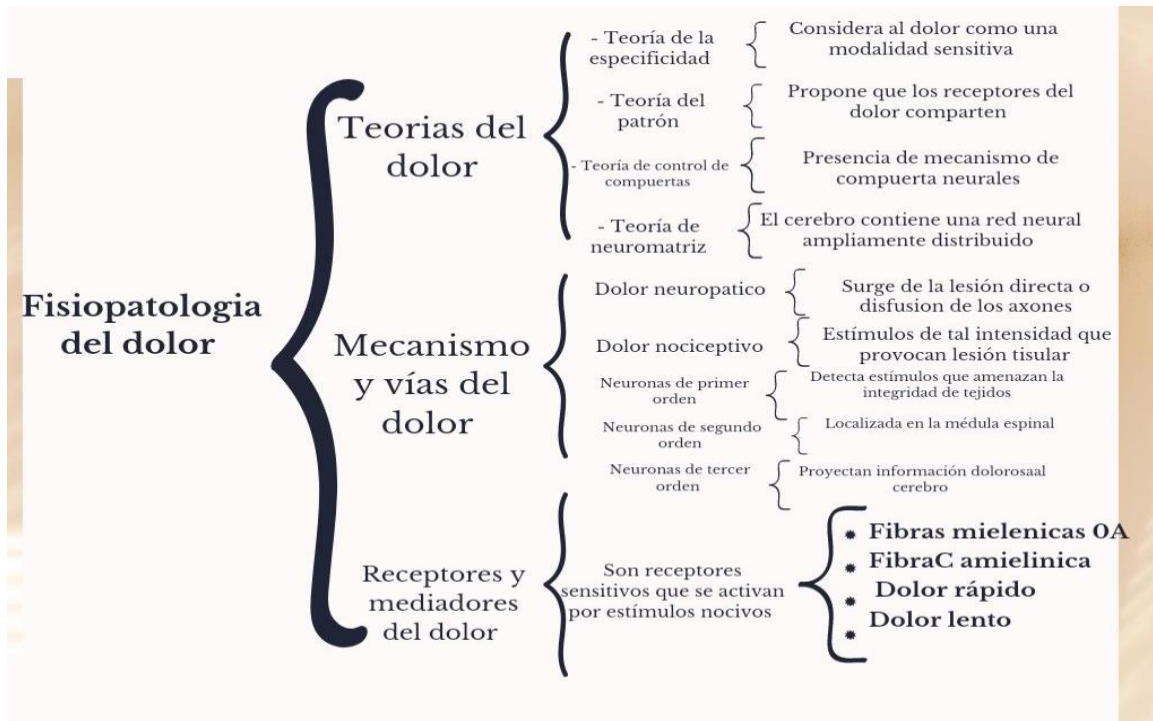 Fisiopatologia
del dolor
Teorias del
dolor
- Teoría de la
especificidad
Considera al dolor como una
modalidad sensitiva
- Teoría del
patrón
Propone que los receptores del
dolor comparten
- Teoría de control de
compuertas
Presencia de mecanismo de
compuerta neurales
- Teoría de
neuromatriz
El cerebro contiene una red neural
ampliamente distribuido
Mecanismo
y vías del
dolor
Dolor neuropatico
Surge de la lesión directa o
disfusion de los axones
Dolor nociceptivo
Estímulos de tal intensidad que
provocan lesión tisular
Neuronas de primer
orden
Detecta estímulos que amenazan la
integridad de tejidos
Neuronas de segundo
orden
Localizada en la médula espinal
Neuronas de tercer
orden
Proyectan información dolorosaal
cerebro
Receptores y
mediadores
del dolor
Son receptores
sensitivos que se activan
por estímulos nocivos
Fibras mielenicas 0A
FibraC amielinica
Dolor rápido
Dolor lento